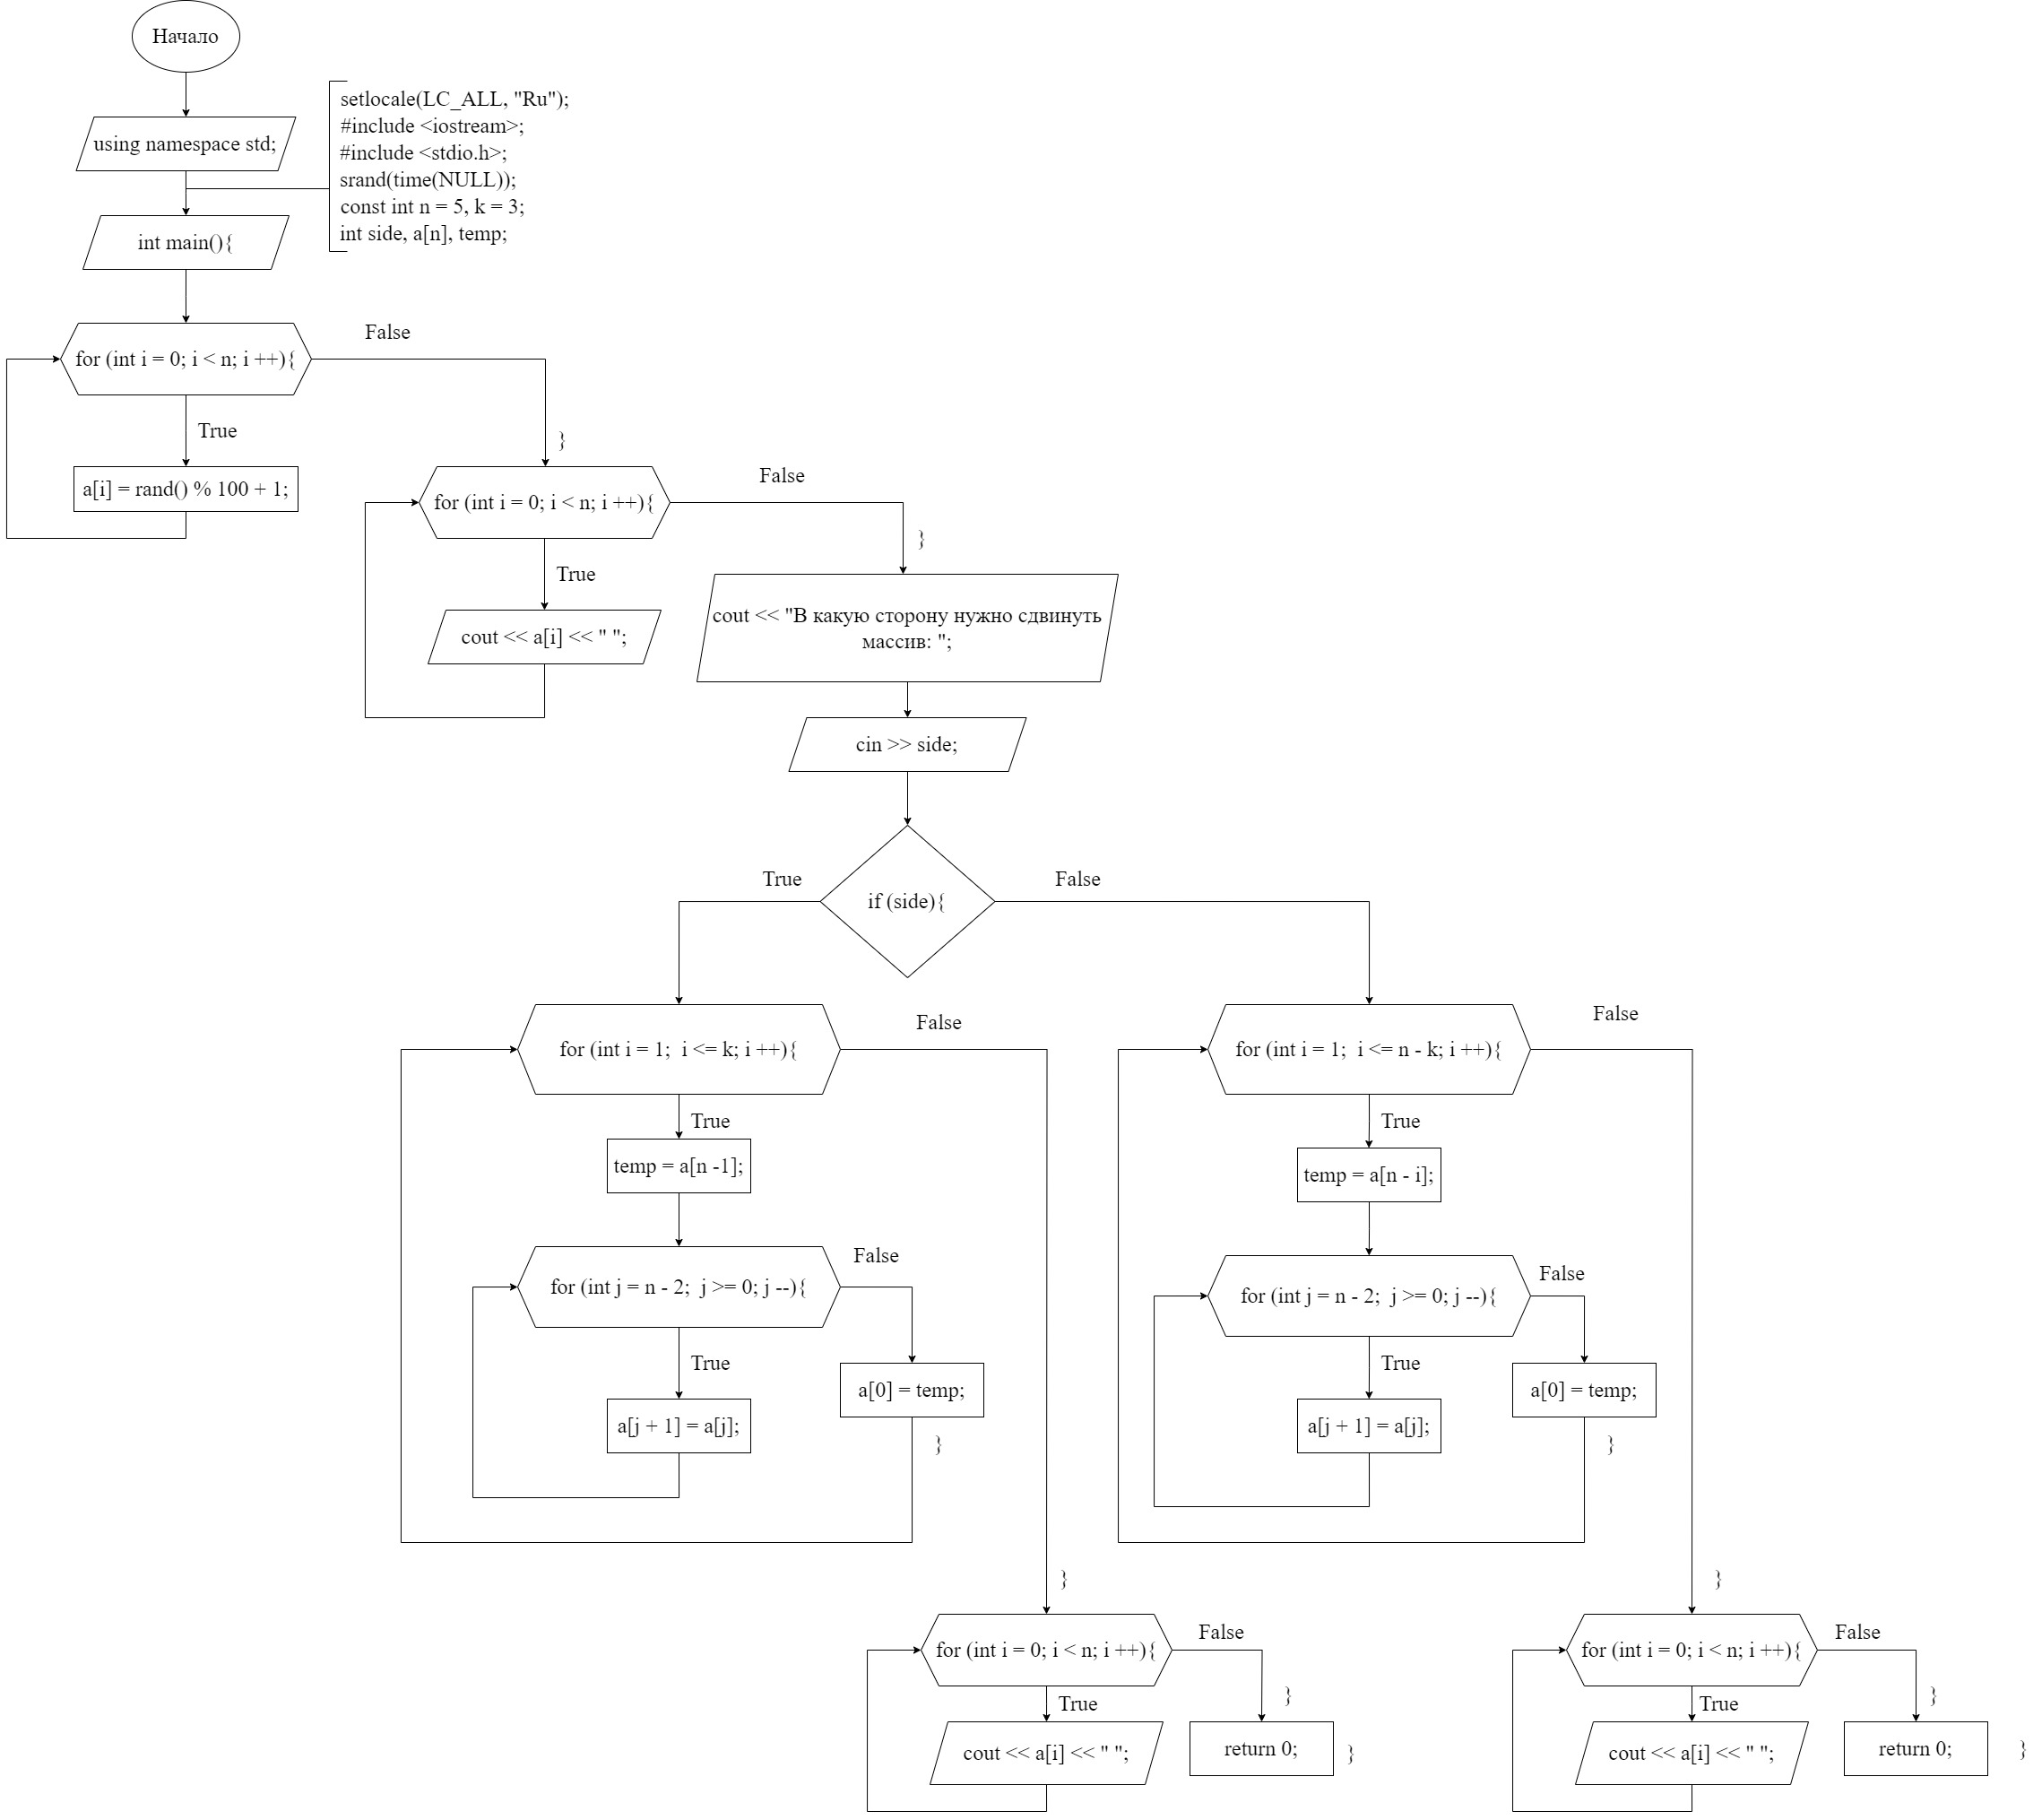 Начало
using namespace std;
setlocale(LC_ALL, "Ru");
#include <iostream>;
#include <stdio.h>;
srand(time(NULL));
const int n = 5, k = 3;
int side, a[n], temp;
int main(){
for (int i = 0; i < n; i ++){
False
True
a[i] = rand() % 100 + 1;
}
for (int i = 0; i < n; i ++){
False
True
cout << a[i] << " ";
}
cout << "В какую сторону нужно сдвинуть
массив: ";
cin >> side;
if (side){
True
False
for (int i = 1;  i <= k; i ++){
False
True
temp = a[n -1];
for (int j = n - 2;  j >= 0; j --){
False
True
a[j + 1] = a[j];
a[0] = temp;
}
}
for (int i = 0; i < n; i ++){
False
True
cout << a[i] << " ";
}
return 0;
}
for (int i = 1;  i <= n - k; i ++){
False
True
temp = a[n - i];
for (int j = n - 2;  j >= 0; j --){
False
True
a[j + 1] = a[j];
a[0] = temp;
}
}
for (int i = 0; i < n; i ++){
False
True
cout << a[i] << " ";
}
return 0;
}